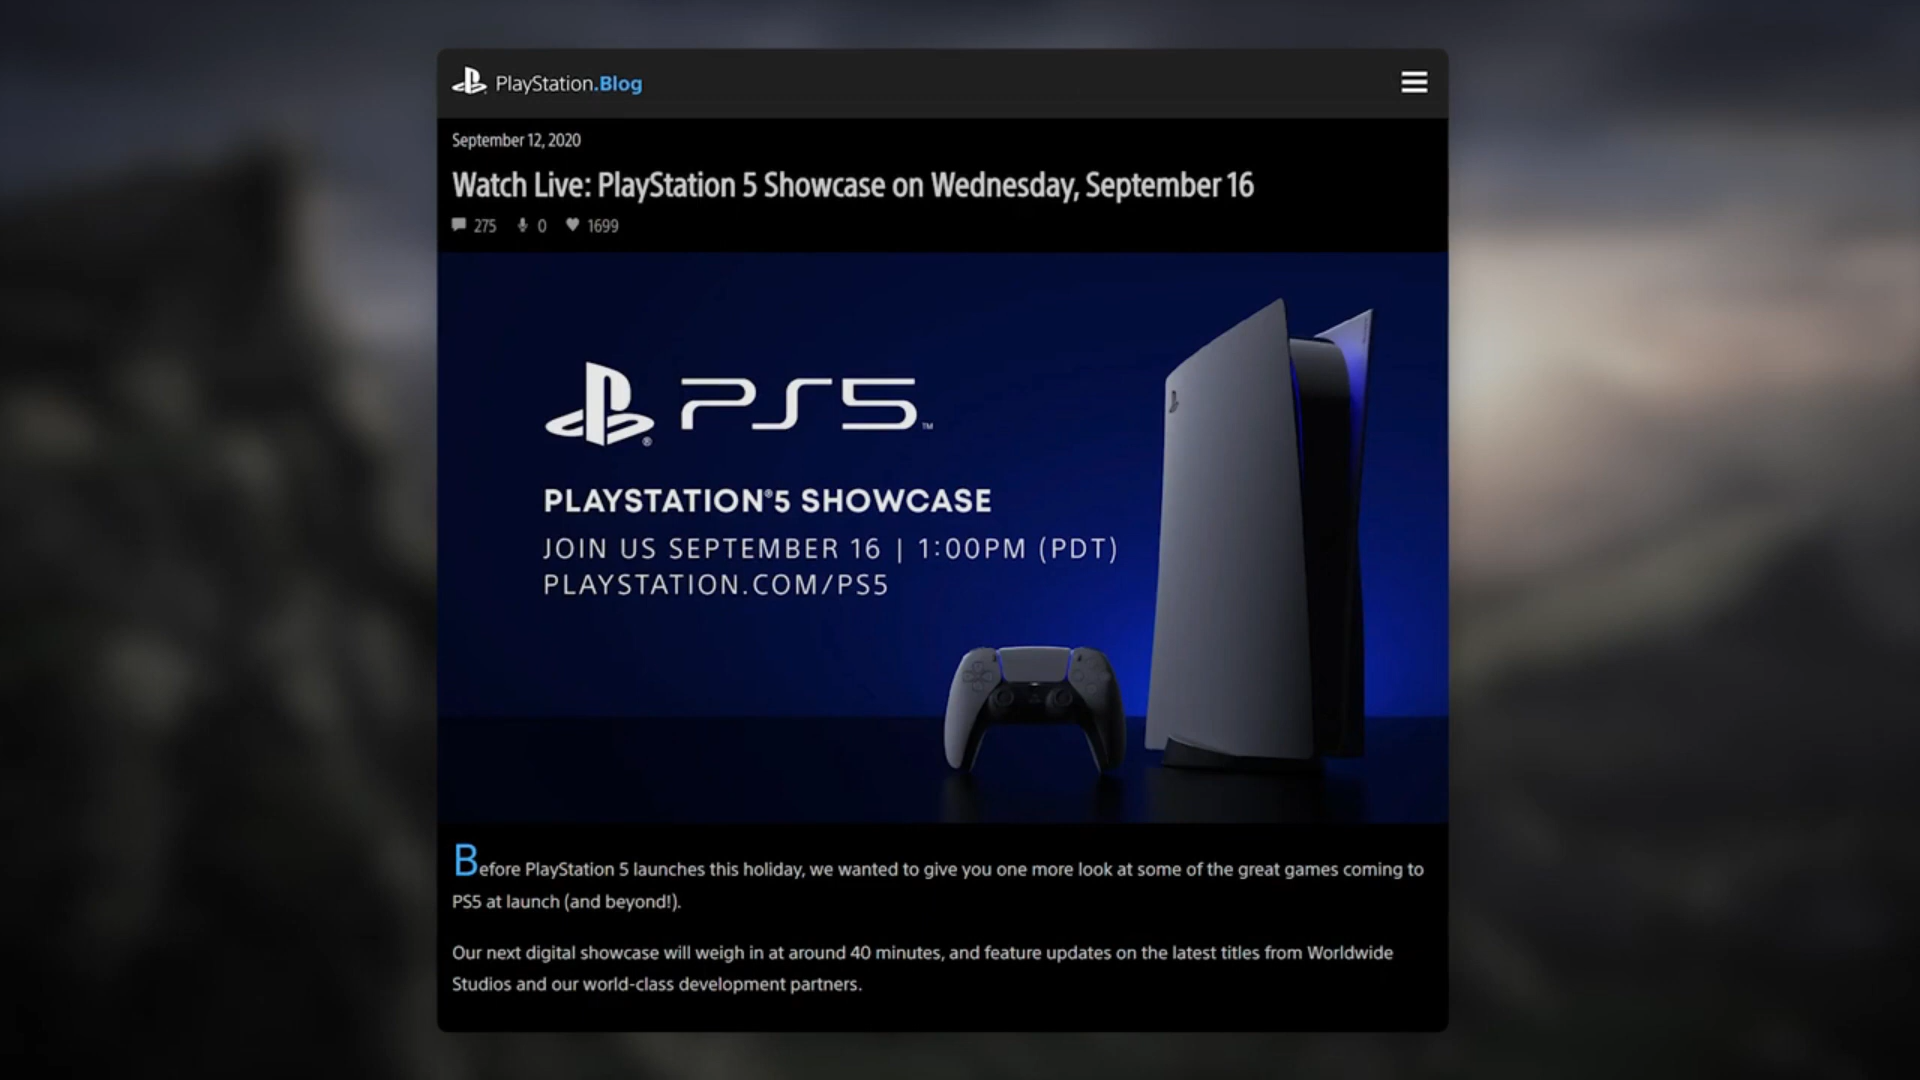 PlayStation.Blog
September 12, 2020
Watch Live: PlayStation 5 Showcase on Wednesday, September 16
275 0 1699
PS5™
PLAYSTATION®5 SHOWCASE
JOIN US SEPTEMBER 16 | 1:00PM (PDT)
PLAYSTATION.COM/PS5
Before PlayStation 5 launches this holiday, we wanted to give you one more look at some of the great games coming to
PS5 at launch (and beyond!).
Our next digital showcase will weigh in at around 40 minutes, and feature updates on the latest titles from Worldwide
Studios and our world-class development partners.